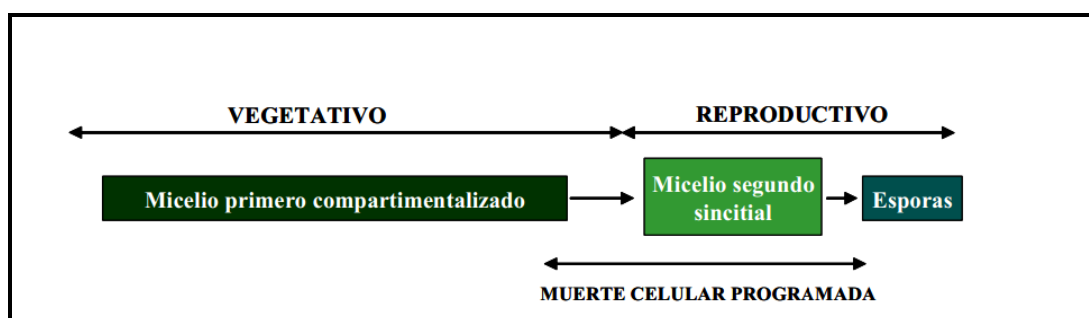 VEGETATIVO
REPRODUCTIVO
Micelio primero compartimentalizado
Micelio segundo
sincitial
Esporas
MUERTE CELULAR PROGRAMADA